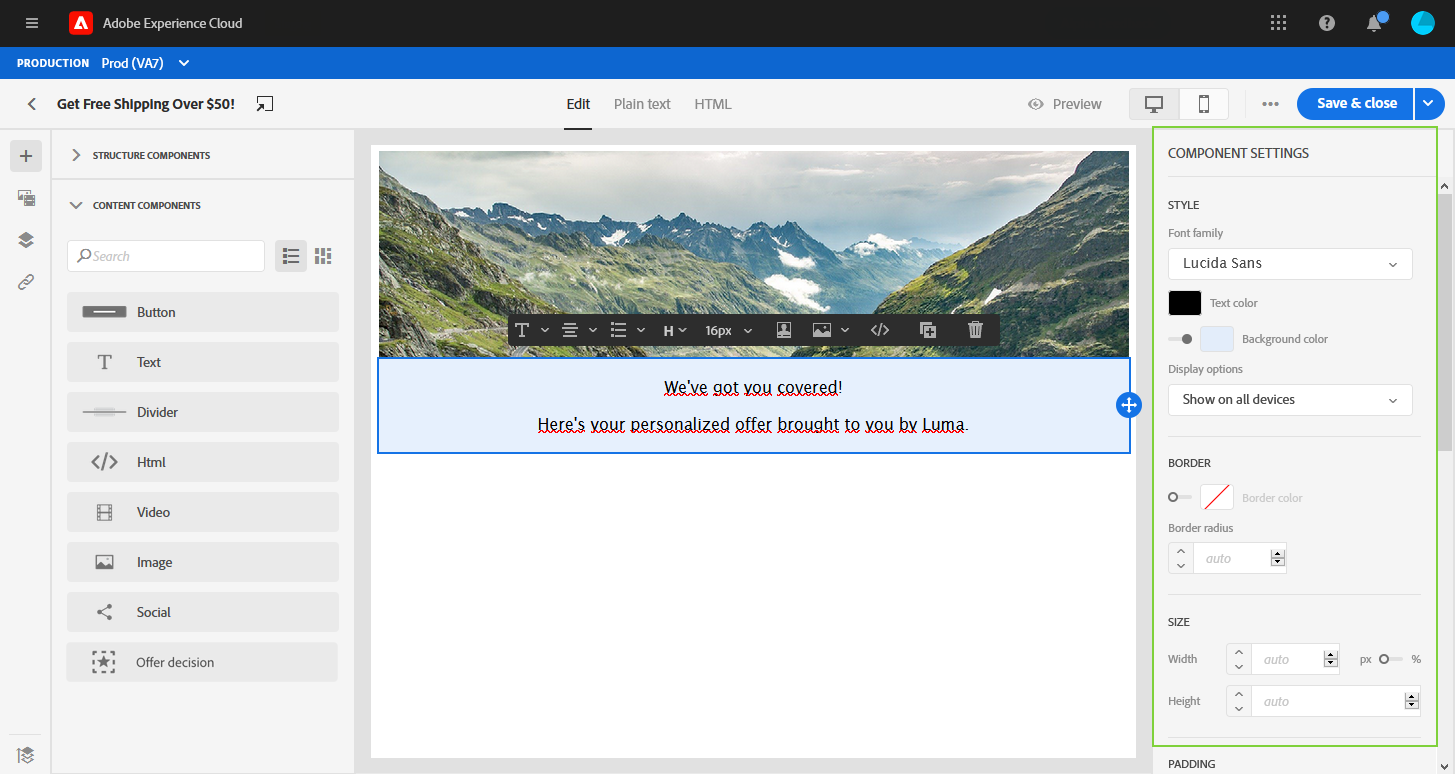 Adobe Experience Cloud
PRODUCTION Prod (VA7)
Get Free Shipping Over $50!
Edit Plain text HTML
Preview
Save & close
STRUCTURE COMPONENTS
CONTENT COMPONENTS
Search
Button
Text
Divider
Html
Video
Image
Social
Offer decision
H 16px
We've got you covered!
Here's your personalized offer brought to you by Luma.
COMPONENT SETTINGS
STYLE
Font family
Lucida Sans
Text color
Background color
Display options
Show on all devices
BORDER
Border color
Border radius
auto
SIZE
Width auto px %
Height auto
PADDING